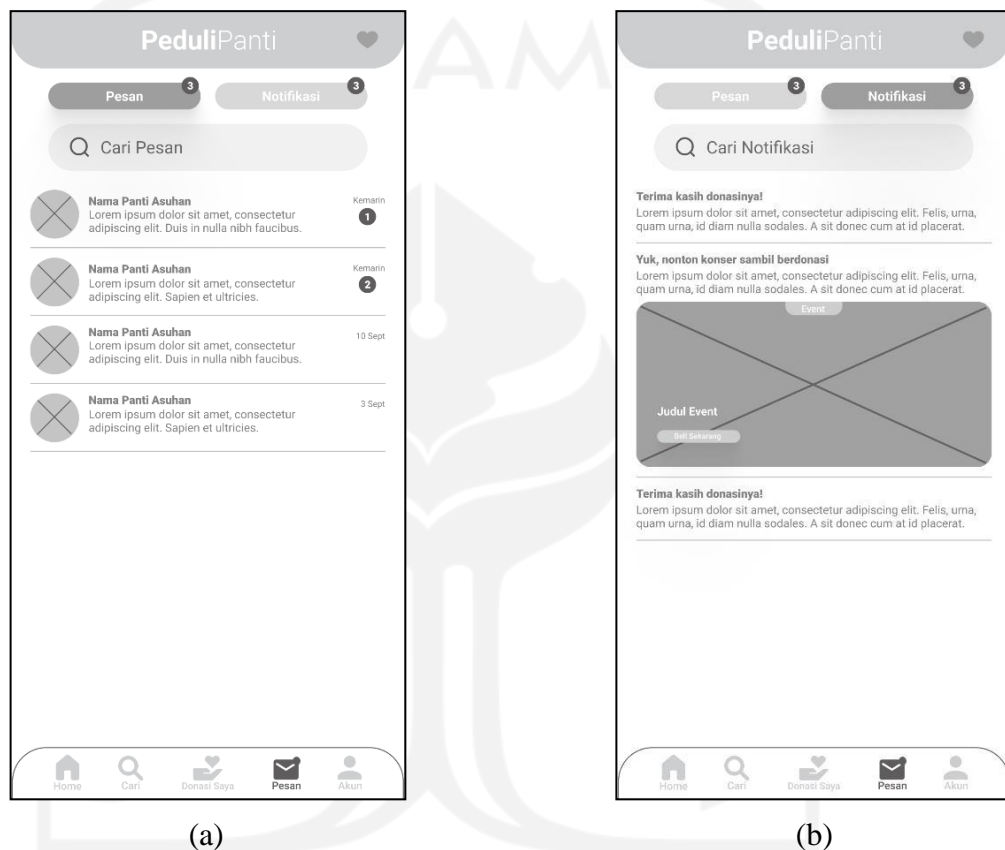 PeduliPanti
Pesan 3 Notifikasi 3
Cari Pesan
Nama Panti Asuhan Kemarin
Lorem ipsum dolor sit amet, consectetur 1
adipiscing elit. Duis in nulla nibh faucibus.
Nama Panti Asuhan Kemarin
Lorem ipsum dolor sit amet, consectetur 2
adipiscing elit. Sapien et ultricies.
Nama Panti Asuhan 10 Sept
Lorem ipsum dolor sit amet, consectetur
adipiscing elit. Duis in nulla nibh faucibus.
Nama Panti Asuhan 3 Sept
Lorem ipsum dolor sit amet, consectetur
adipiscing elit. Sapien et ultricies.
Home Cari Donasi Saya Pesan Akun
(a)
PeduliPanti
Pesan 3 Notifikasi 3
Cari Notifikasi
Terima kasih donasinya!
Lorem ipsum dolor sit amet, consectetur adipiscing elit. Felis, urna,
quam urna, id diam nulla sodales. A sit donec cum at id placerat.
Yuk, nonton konser sambil berdonasi
Lorem ipsum dolor sit amet, consectetur adipiscing elit. Felis, urna,
quam urna, id diam nulla sodales. A sit donec cum at id placerat.
Event
Judul Event
Beli Sekarang
Terima kasih donasinya!
Lorem ipsum dolor sit amet, consectetur adipiscing elit. Felis, urna,
quam urna, id diam nulla sodales. A sit donec cum at id placerat.
Home Cari Donasi Saya Pesan Akun
(b)